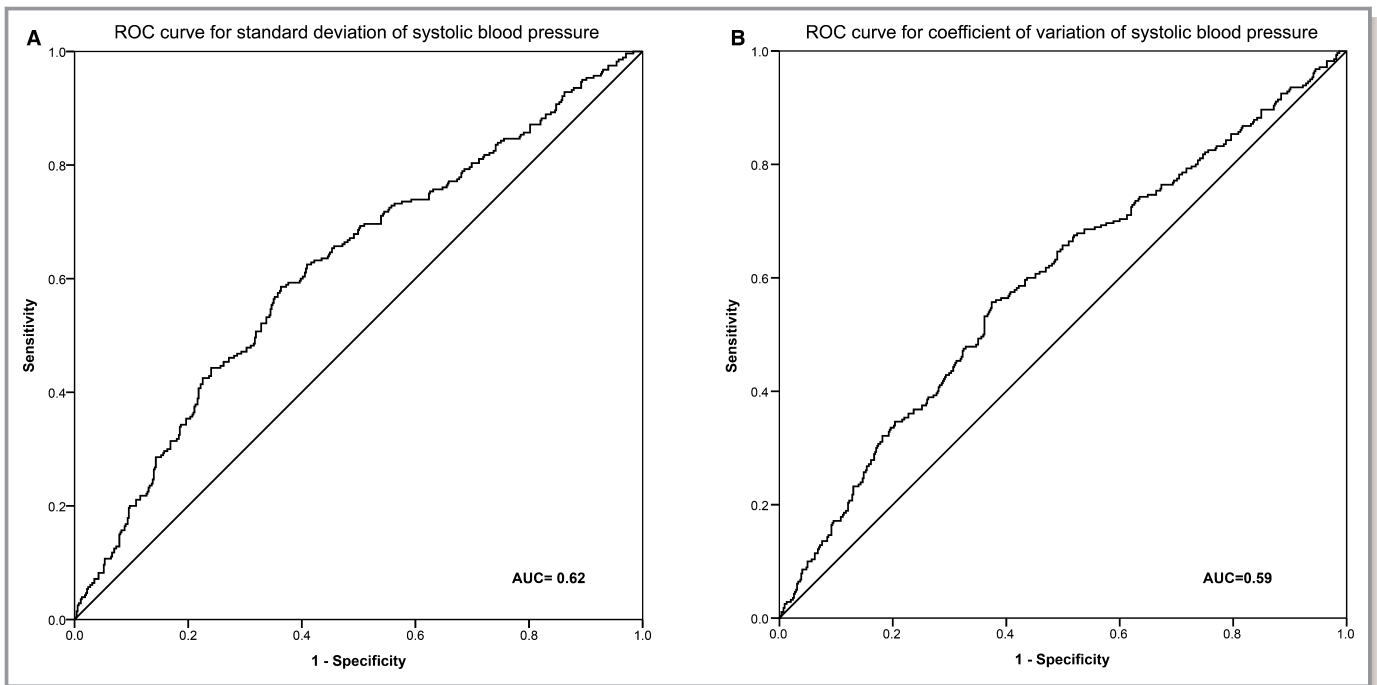 A
ROC curve for standard deviation of systolic blood pressure
1.0
0.8
0.6
0.4
0.2
0.0
Sensitivity
0.0 0.2 0.4 0.6 0.8 1.0
1 - Specificity
AUC= 0.62
B
ROC curve for coefficient of variation of systolic blood pressure
1.0
0.8
0.6
0.4
0.2
0.0
Sensitivity
0.0 0.2 0.4 0.6 0.8 1.0
1 - Specificity
AUC=0.59